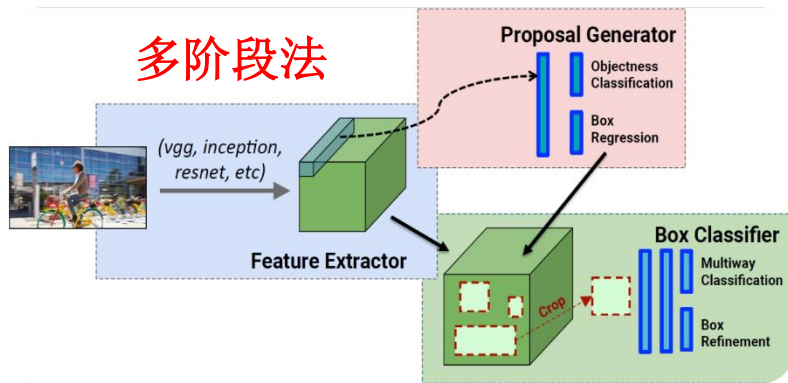 多阶段法
Proposal Generator
Objectness
Classification
Box
Regression
(vgg, inception,
resnet, etc)
Feature Extractor
Box Classifier
Multiway
Classification
Crop
Box
Refinement